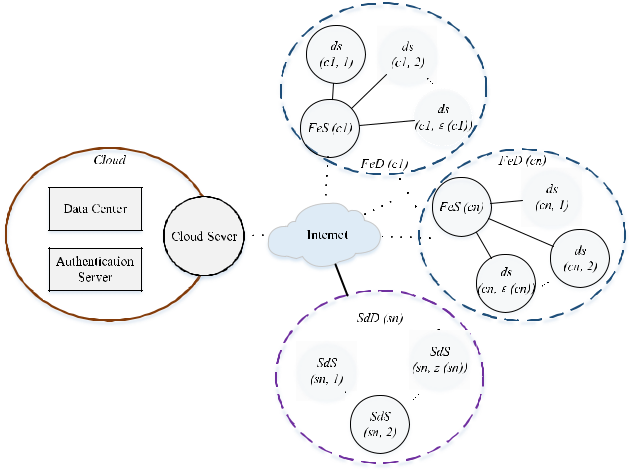 ds
(c1, 1)
ds
(c1, 2)
ds
(c1, ε (c1))
FeS (c1)
FeD (c1)
Cloud
Data Center
Authentication
Server
Cloud Sever
Internet
FeD (cn)
FeS (cn)
ds
(cn, 1)
ds
(cn, 2)
ds
(cn, ε (cn))
SdD (sn)
SdS
(sn, 1)
SdS
(sn, z (sn))
SdS
(sn, 2)